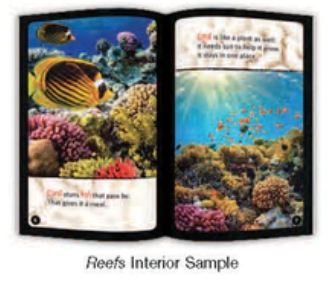 Coral stuns fish that pass by.
That gives it a meal.
Coral is like a plant as well:
it needs sun to help it grow.
It stays in one place.
Reefs Interior Sample